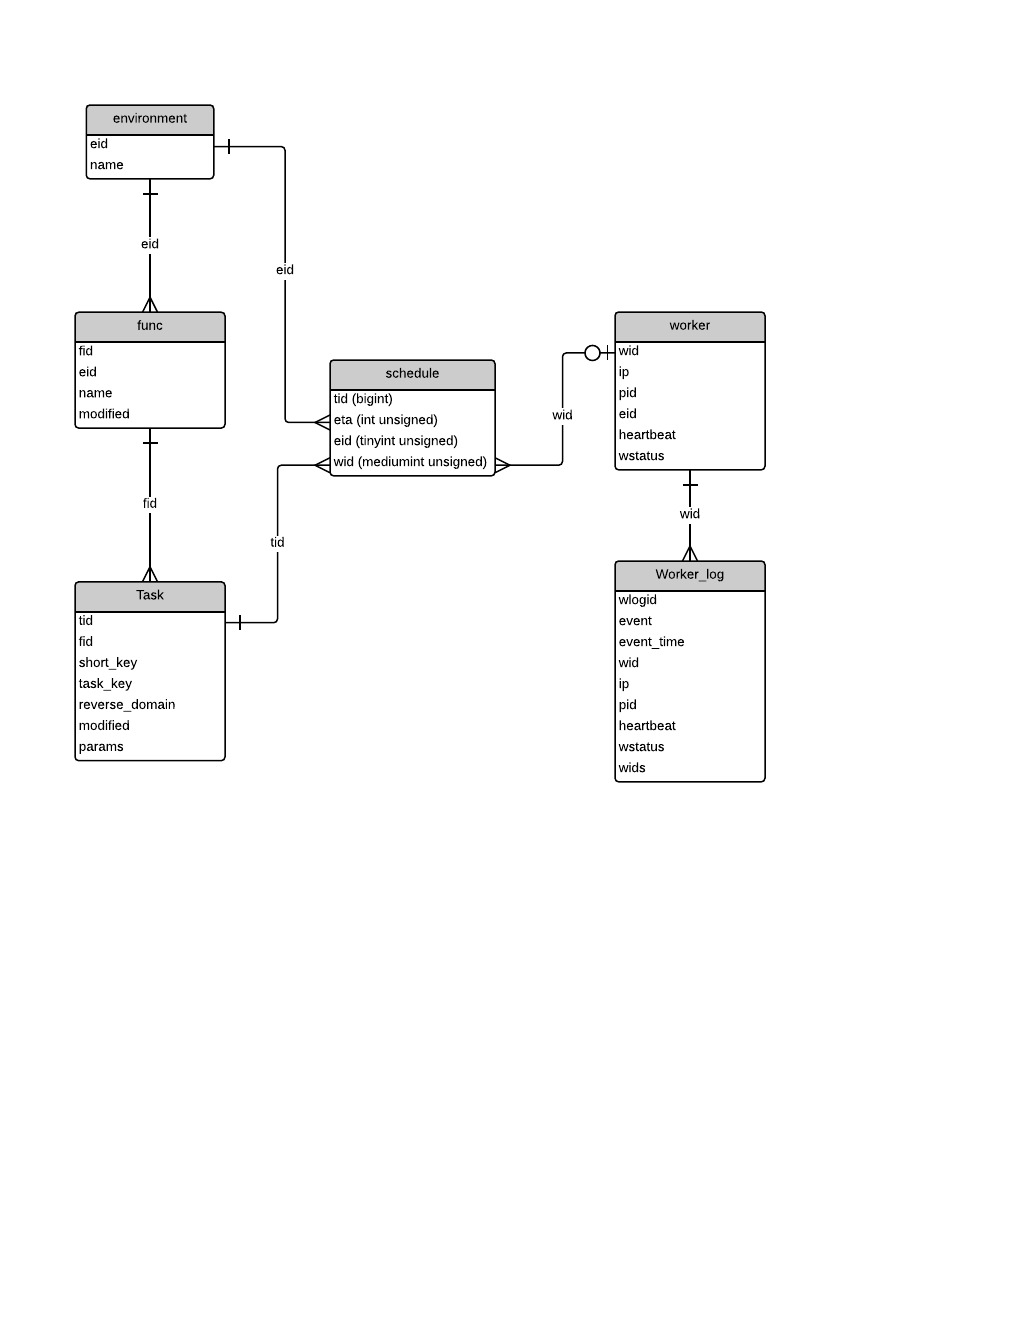 environment
eid
name
eid
eid
func
fid
eid
name
modified
fid
schedule
tid (bigint)
eta (int unsigned)
eid (tinyint unsigned)
wid (mediumint unsigned)
tid
wid
worker
wid
ip
pid
eid
heartbeat
wstatus
wid
Task
tid
fid
short_key
task_key
reverse_domain
modified
params
Worker_log
wlogid
event
event_time
wid
ip
pid
heartbeat
wstatus
wids